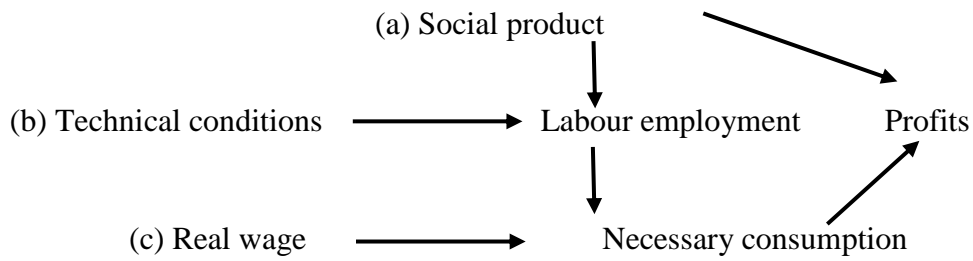 (a) Social product
(b) Technical conditions Labour employment Profits
(c) Real wage Necessary consumption